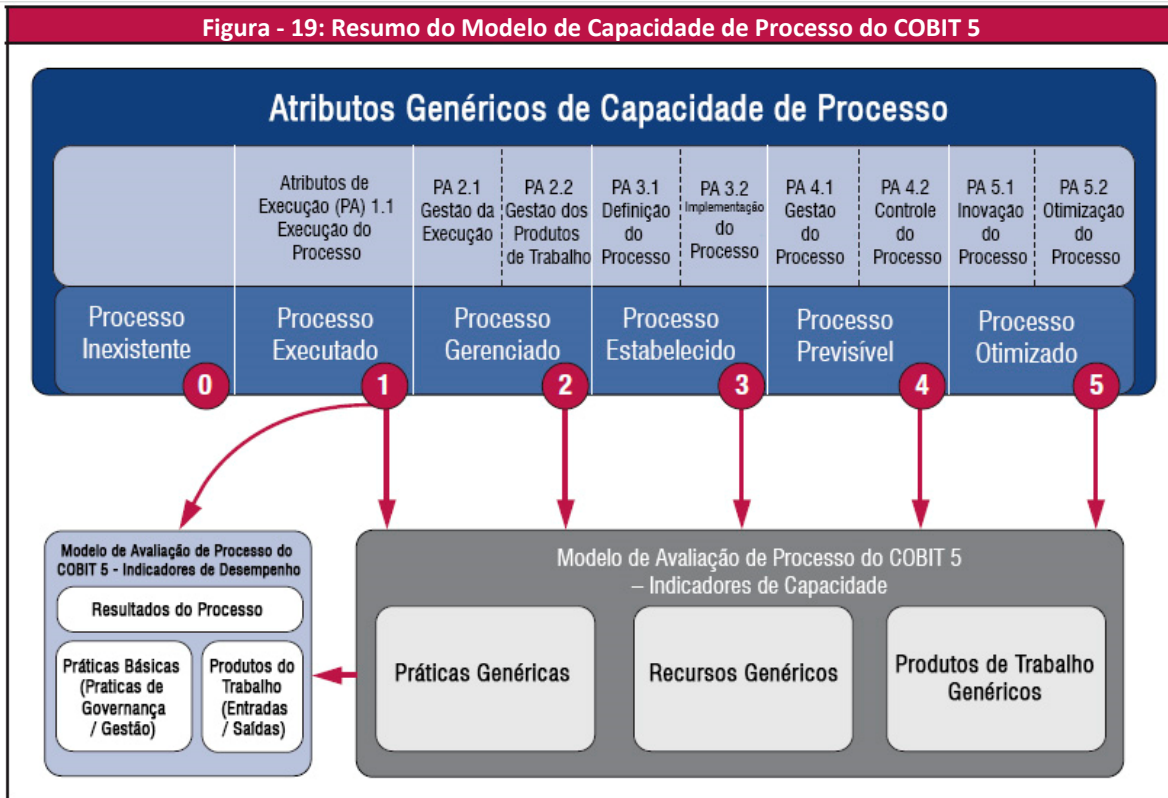 Figura - 19: Resumo do Modelo de Capacidade de Processo do COBIT 5
Atributos Genéricos de Capacidade de Processo
Atributos de
Execução (PA) 1.1
Execução do
Processo
PA 2.1
Gestão da
Execução
PA 2.2
Gestão dos
Produtos
de Trabalho
PA 3.1
Definição
do
Processo
PA 3.2
Implementação
do
Processo
PA 4.1
Gestão
do
Processo
PA 4.2
Controle
do
Processo
PA 5.1
Inovação
do
Processo
PA 5.2
Otimização
do
Processo
Processo
Inexistente
0
Processo
Executado
1
Processo
Gerenciado
2
Processo
Estabelecido
3
Processo
Previsível
4
Processo
Otimizado
5
Modelo de Avaliação de Processo do
COBIT 5 - Indicadores de Desempenho
Resultados do Processo
Práticas Básicas
(Praticas de
Governança
/ Gestão)
Produtos do
Trabalho
(Entradas
/ Saídas)
Modelo de Avaliação de Processo do COBIT 5
– Indicadores de Capacidade
Práticas Genéricas
Recursos Genéricos
Produtos de Trabalho
Genéricos